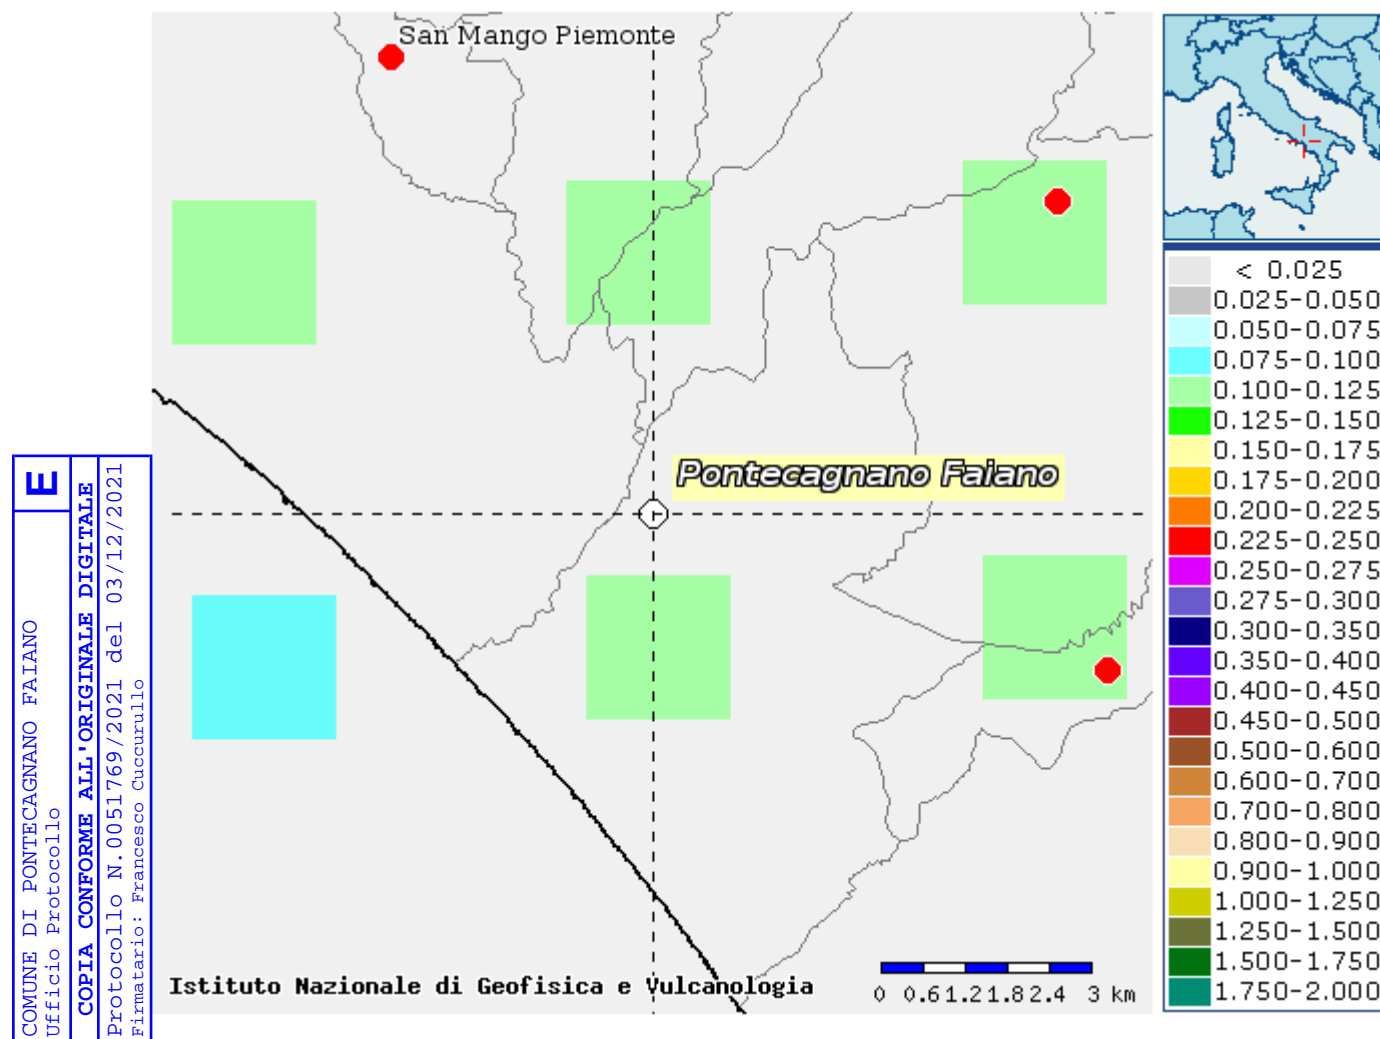 San Mango Piemonte
Pontecagnano Faiano
Istituto Nazionale di Geofisica e Vulcanologia
0 0.6 1.2 1.8 2.4 3 km
< 0.025
0.025-0.050
0.050-0.075
0.075-0.100
0.100-0.125
0.125-0.150
0.150-0.175
0.175-0.200
0.200-0.225
0.225-0.250
0.250-0.275
0.275-0.300
0.300-0.350
0.350-0.400
0.400-0.450
0.450-0.500
0.500-0.600
0.600-0.700
0.700-0.800
0.800-0.900
0.900-1.000
1.000-1.250
1.250-1.500
1.500-1.750
1.750-2.000
E
COMUNE DI PONTECAGNANO FAIANO
Ufficio Protocollo
COPIA CONFORME ALL'ORIGINALE DIGITALE
Protocollo N.0051769/2021 del 03/12/2021
Firmatario: Francesco Cuccurullo